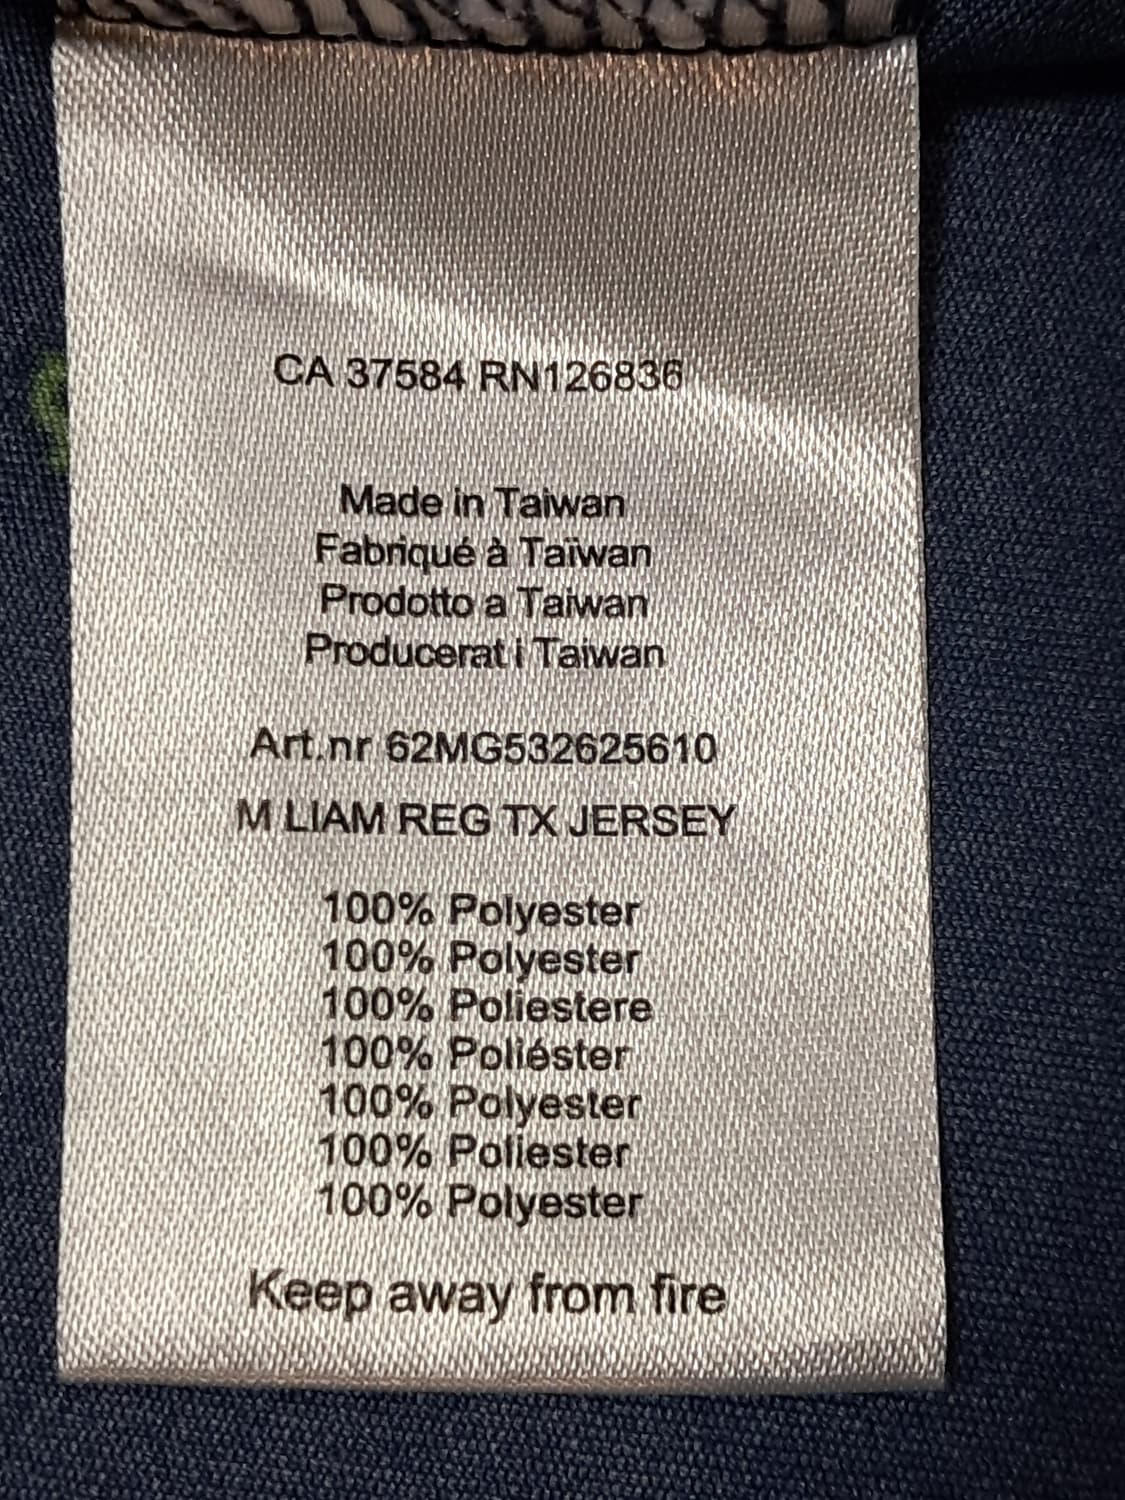 CA 37584 RN126836
Made in Taiwan
Fabriqué à Taïwan
Prodotto a Taiwan
Producerat i Taiwan
Art.nr 62MG532625610
M LIAM REG TX JERSEY
100% Polyester
100% Polyester
100% Poliestere
100% Poliéster
100% Polyester
100% Poliester
100% Polyester
Keep away from fire